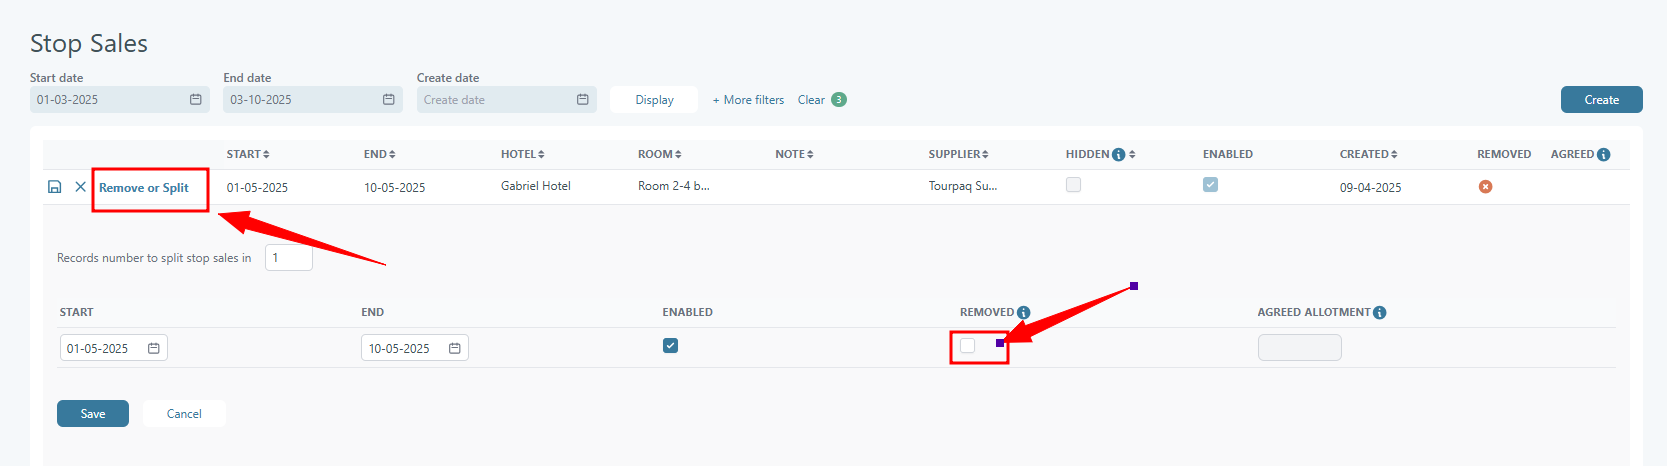 Stop Sales
Start date End date Create date
01-03-2025 03-10-2025 Create date Display + More filters Clear 3 Create
START END HOTEL ROOM NOTE SUPPLIER HIDDEN i ENABLED CREATED REMOVED AGREED i
Remove or Split 01-05-2025 10-05-2025 Gabriel Hotel Room 2-4 b... Tourpaq Su... 09-04-2025
Records number to split stop sales in 1
START END ENABLED REMOVED i AGREED ALLOTMENT i
01-05-2025 10-05-2025
Save Cancel